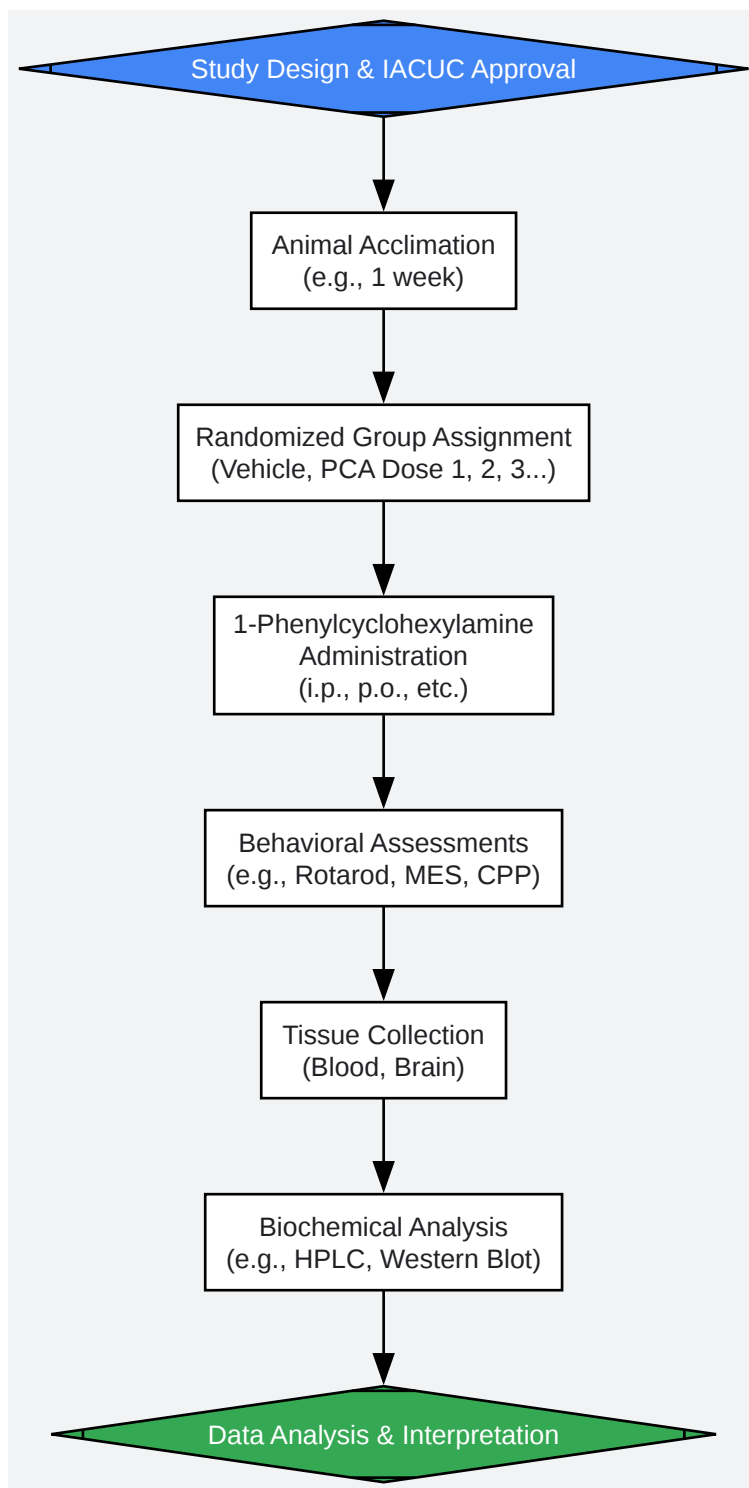 Study Design & IACUC Approval
Animal Acclimation
(e.g., 1 week)
Randomized Group Assignment
(Vehicle, PCA Dose 1, 2, 3...)
1-Phenylcyclohexylamine
Administration
(i.p., p.o., etc.)
Behavioral Assessments
(e.g., Rotarod, MES, CPP)
Tissue Collection
(Blood, Brain)
Biochemical Analysis
(e.g., HPLC, Western Blot)
Data Analysis & Interpretation